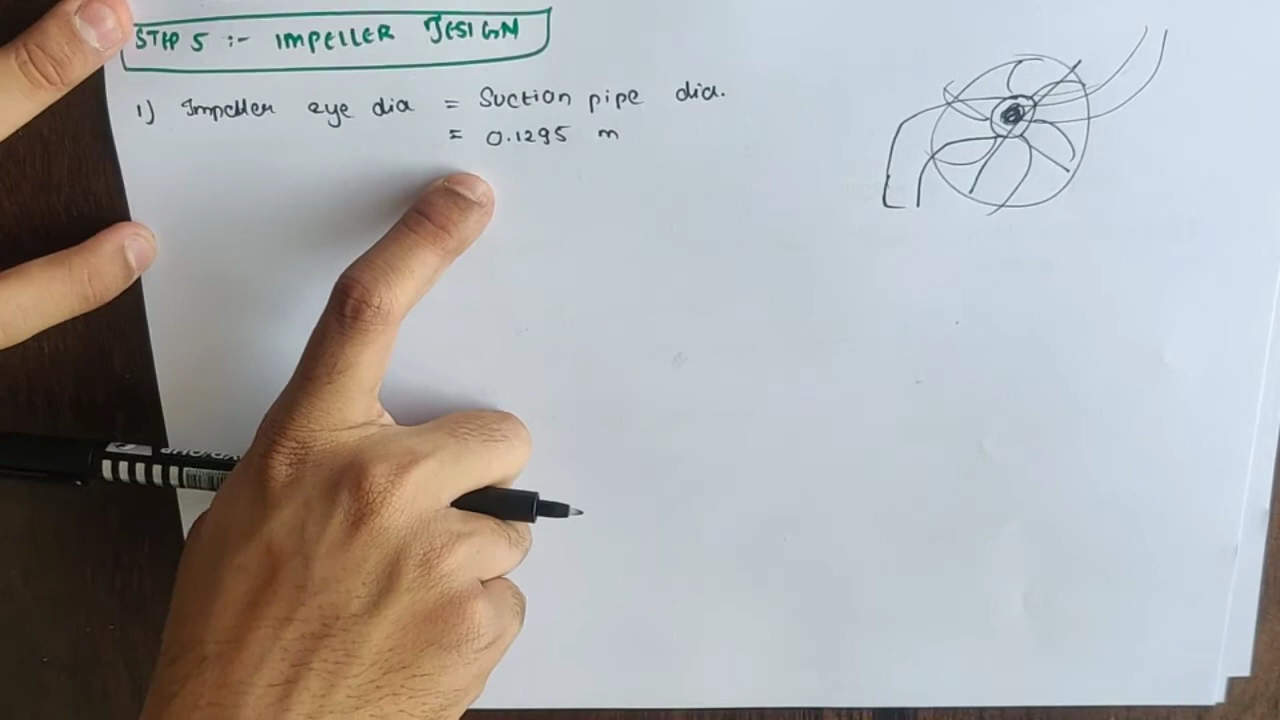 STEP 5 :- IMPELLER DESIGN
1) Impeller eye dia = Suction pipe dia.
= 0.1295 m